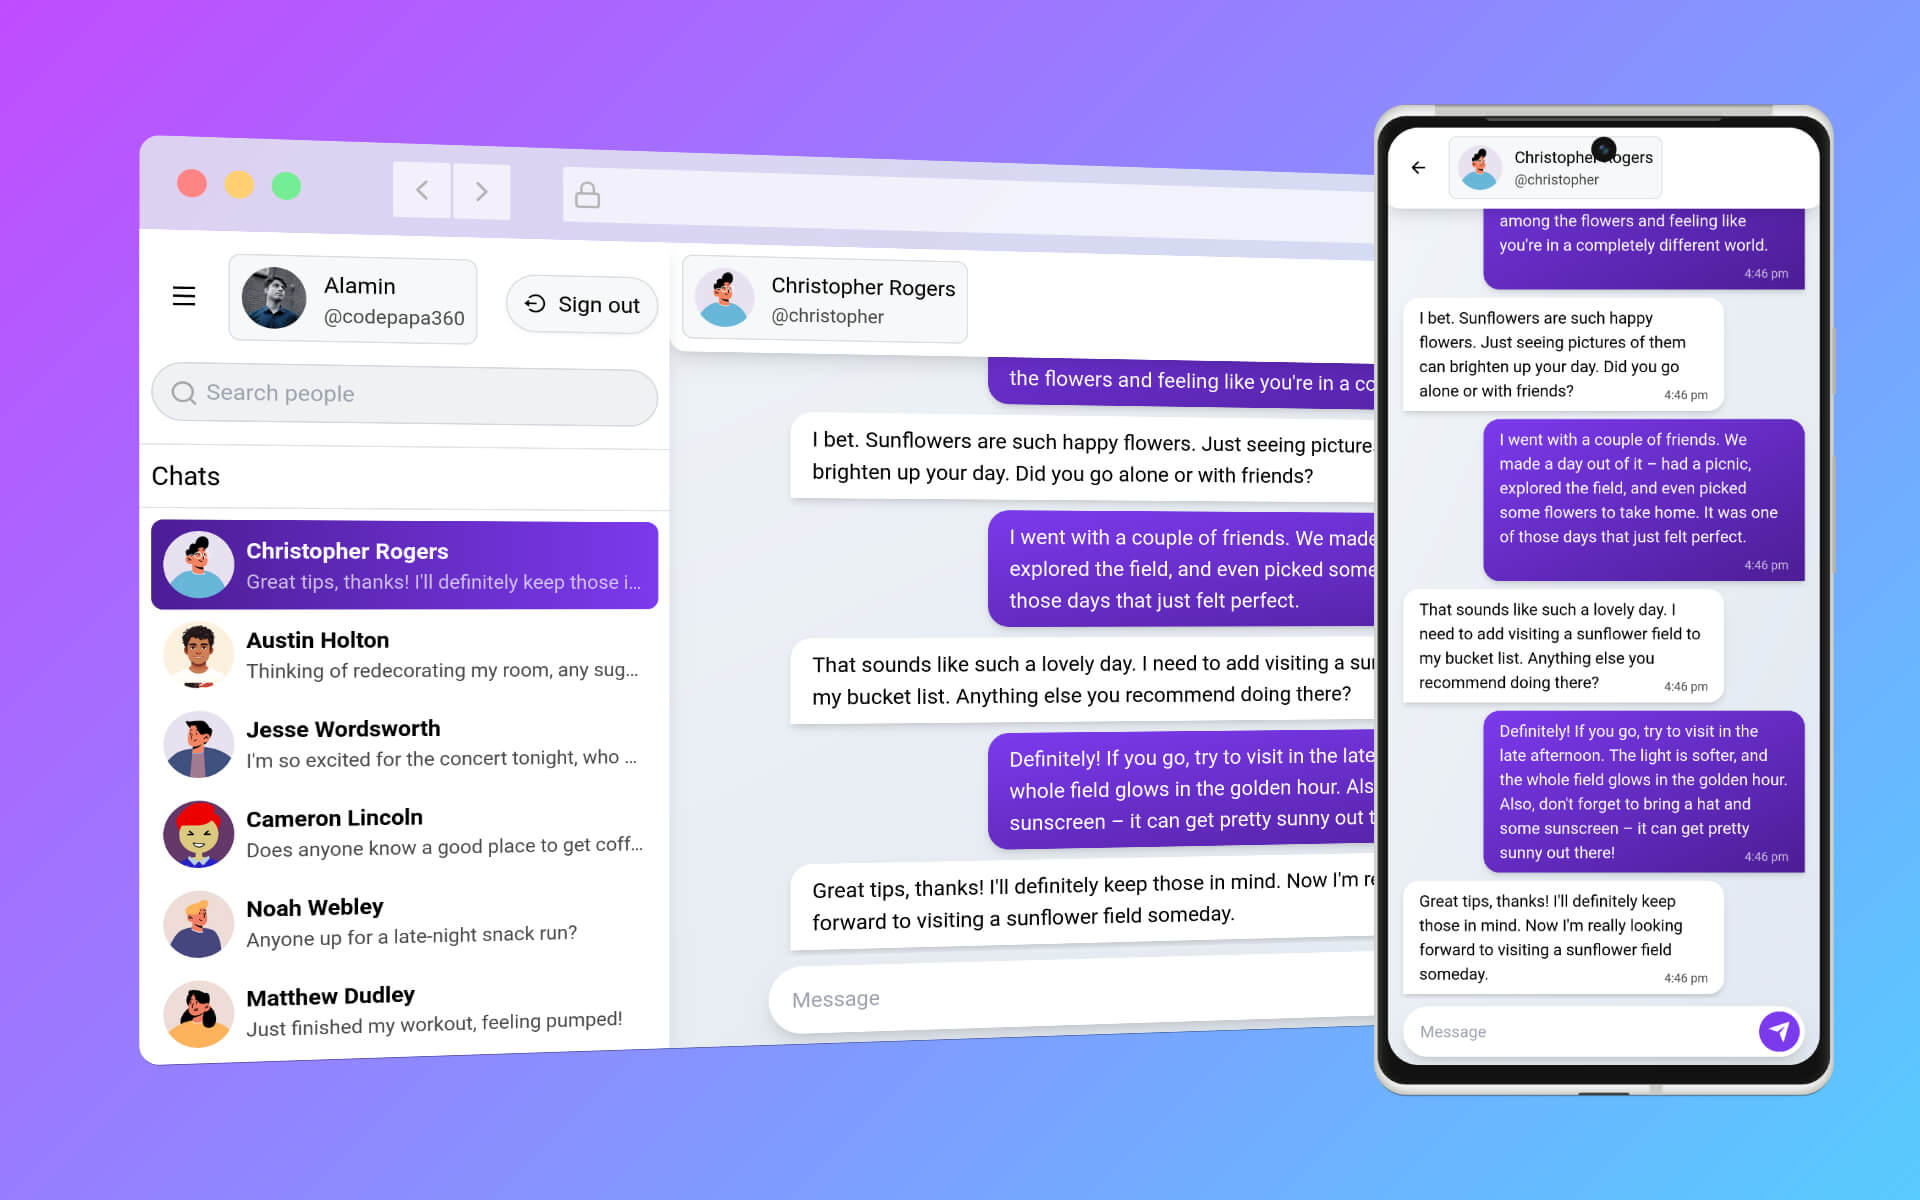 Alamin
@codepapa360
Sign out
Search people
Chats
Christopher Rogers
Great tips, thanks! I'll definitely keep those i...
Austin Holton
Thinking of redecorating my room, any sug...
Jesse Wordsworth
I'm so excited for the concert tonight, who ...
Cameron Lincoln
Does anyone know a good place to get coff...
Noah Webley
Anyone up for a late-night snack run?
Matthew Dudley
Just finished my workout, feeling pumped!
Christopher Rogers
@christopher
the flowers and feeling like you're in a co
I bet. Sunflowers are such happy flowers. Just seeing picture
brighten up your day. Did you go alone or with friends?
I went with a couple of friends. We made
explored the field, and even picked some
those days that just felt perfect.
That sounds like such a lovely day. I need to add visiting a su
my bucket list. Anything else you recommend doing there?
Definitely! If you go, try to visit in the late
whole field glows in the golden hour. Als
sunscreen – it can get pretty sunny out t
Great tips, thanks! I'll definitely keep those in mind. Now I'm r
forward to visiting a sunflower field someday.
Message
Christopher Rogers
@christopher
among the flowers and feeling like
you're in a completely different world.
4:46 pm
I bet. Sunflowers are such happy
flowers. Just seeing pictures of them
can brighten up your day. Did you go
alone or with friends?
4:46 pm
I went with a couple of friends. We
made a day out of it – had a picnic,
explored the field, and even picked
some flowers to take home. It was one
of those days that just felt perfect.
4:46 pm
That sounds like such a lovely day. I
need to add visiting a sunflower field to
my bucket list. Anything else you
recommend doing there?
4:46 pm
Definitely! If you go, try to visit in the
late afternoon. The light is softer, and
the whole field glows in the golden hour.
Also, don't forget to bring a hat and
some sunscreen – it can get pretty
sunny out there!
4:46 pm
Great tips, thanks! I'll definitely keep
those in mind. Now I'm really looking
forward to visiting a sunflower field
someday.
4:46 pm
Message